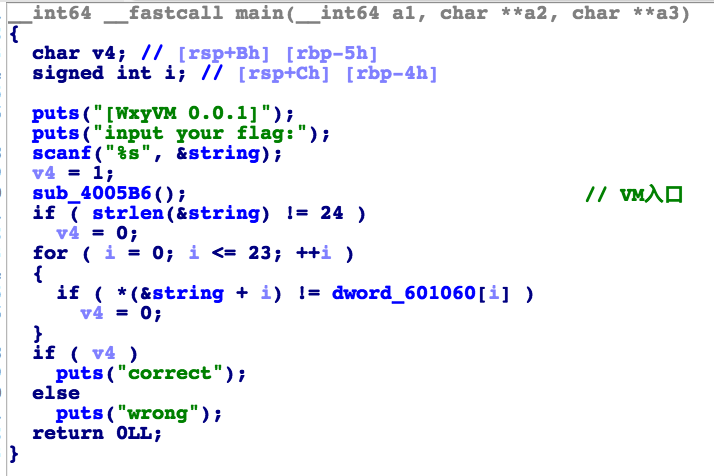 __int64 __fastcall main(__int64 a1, char **a2, char **a3)
{
  char v4; // [rsp+Bh] [rbp-5h]
  signed int i; // [rsp+Ch] [rbp-4h]

  puts("[WxyVM 0.0.1]");
  puts("input your flag:");
  scanf("%s", &string);
  v4 = 1;
  sub_4005B6();                                 // VM入口
  if ( strlen(&string) != 24 )
    v4 = 0;
  for ( i = 0; i <= 23; ++i )
  {
    if ( *(&string + i) != dword_601060[i] )
      v4 = 0;
  }
  if ( v4 )
    puts("correct");
  else
    puts("wrong");
  return 0LL;
}